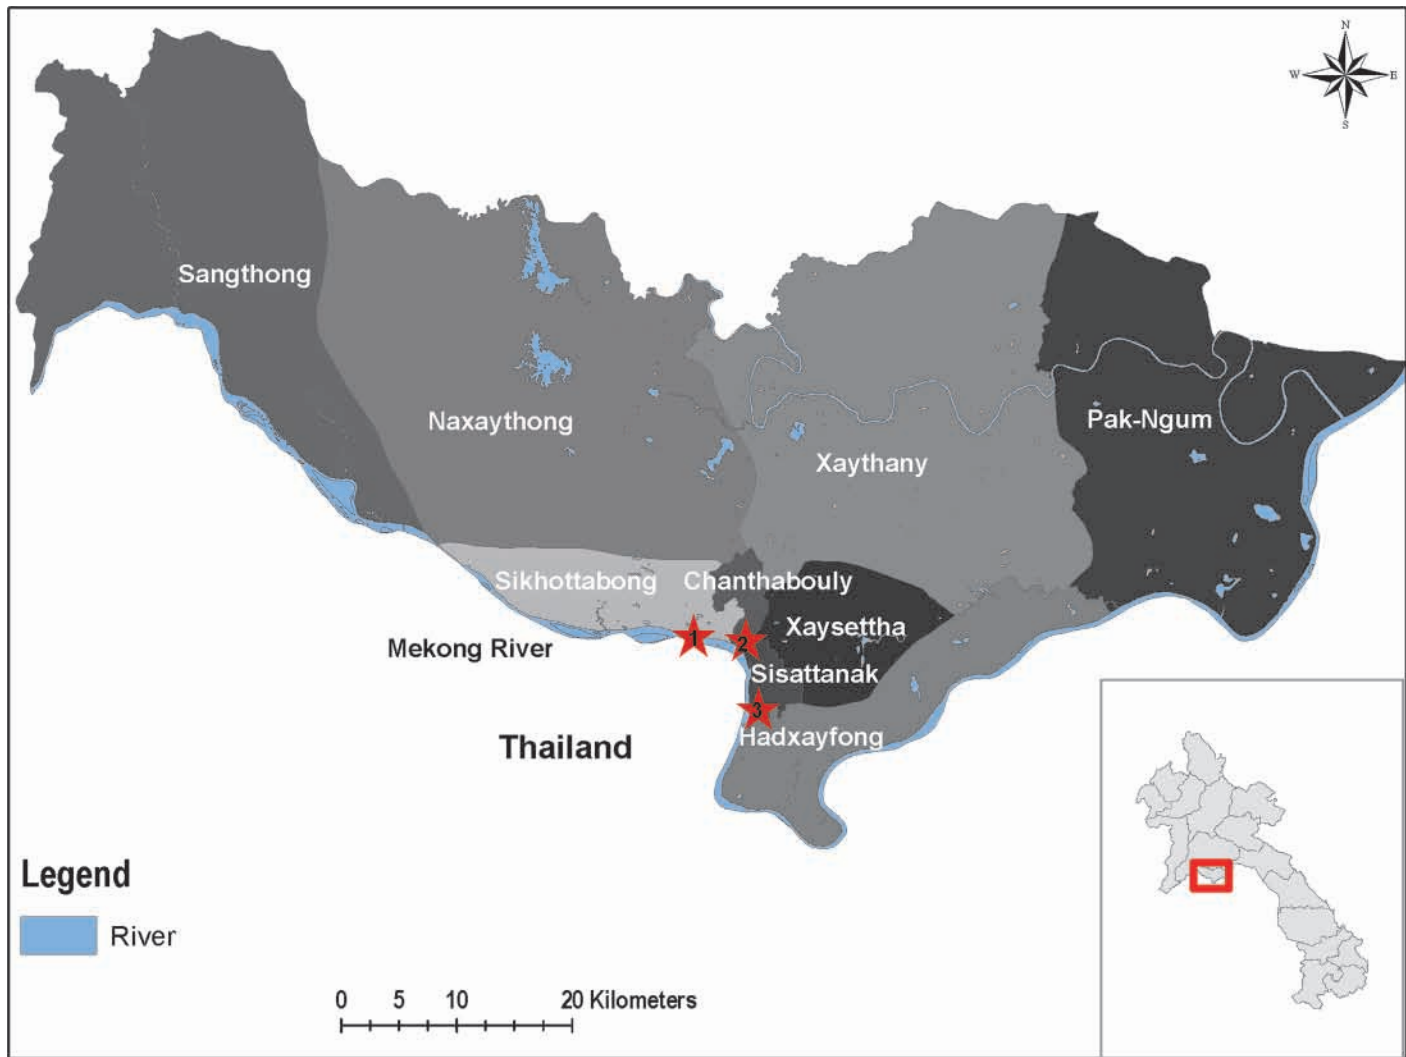 N
W E
S
Sangthong
Naxaythong
Pak-Ngum
Xaythany
Sikhottabong
Chanthabouly
Xaysettha
1
2
Mekong River
Sisattanak
3
Hadxayfong
Thailand
Legend
River
0 5 10 20 Kilometers